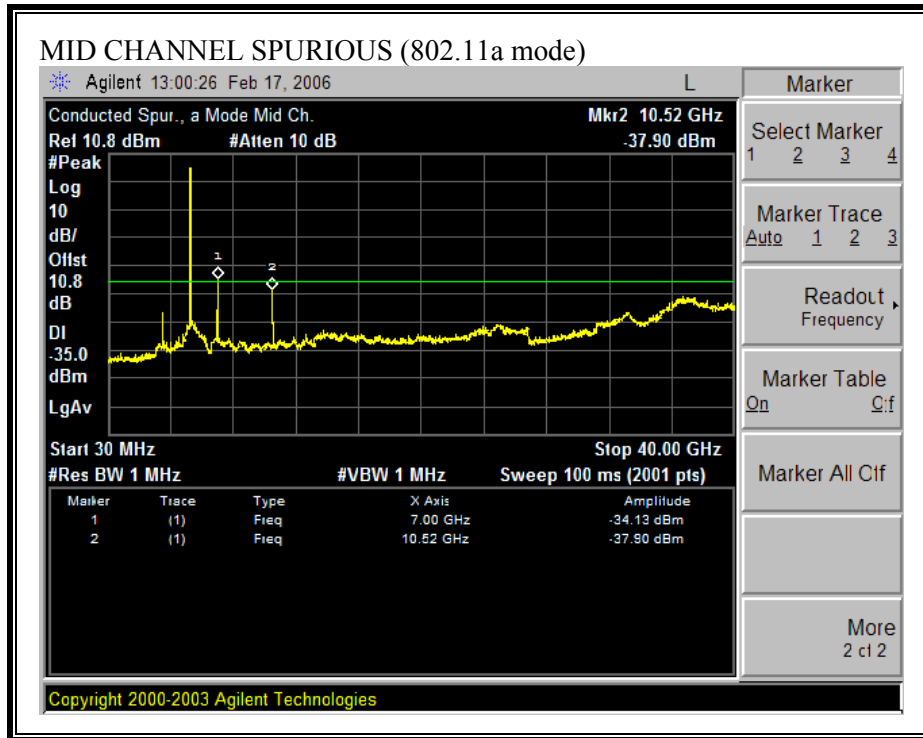 MID CHANNEL SPURIOUS (802.11a mode)
Agilent 13:00:26 Feb 17, 2006 L
Conducted Spur., a Mode Mid Ch. Mkr2 10.52 GHz
Ref 10.8 dBm #Atten 10 dB -37.90 dBm
#Peak
Log
10
dB/
Offst
10.8
dB
DI
-35.0
dBm
LgAv
1
2
Start 30 MHz Stop 40.00 GHz
#Res BW 1 MHz #VBW 1 MHz Sweep 100 ms (2001 pts)
Marker Trace Type X Axis Amplitude
1 (1) Freq 7.00 GHz -34.13 dBm
2 (1) Freq 10.52 GHz -37.90 dBm
Copyright 2000-2003 Agilent Technologies
Marker
Select Marker
1 2 3 4
Marker Trace
Auto 1 2 3
Readout
Frequency
Marker Table
On Off
Marker All Off
More
2 of 2